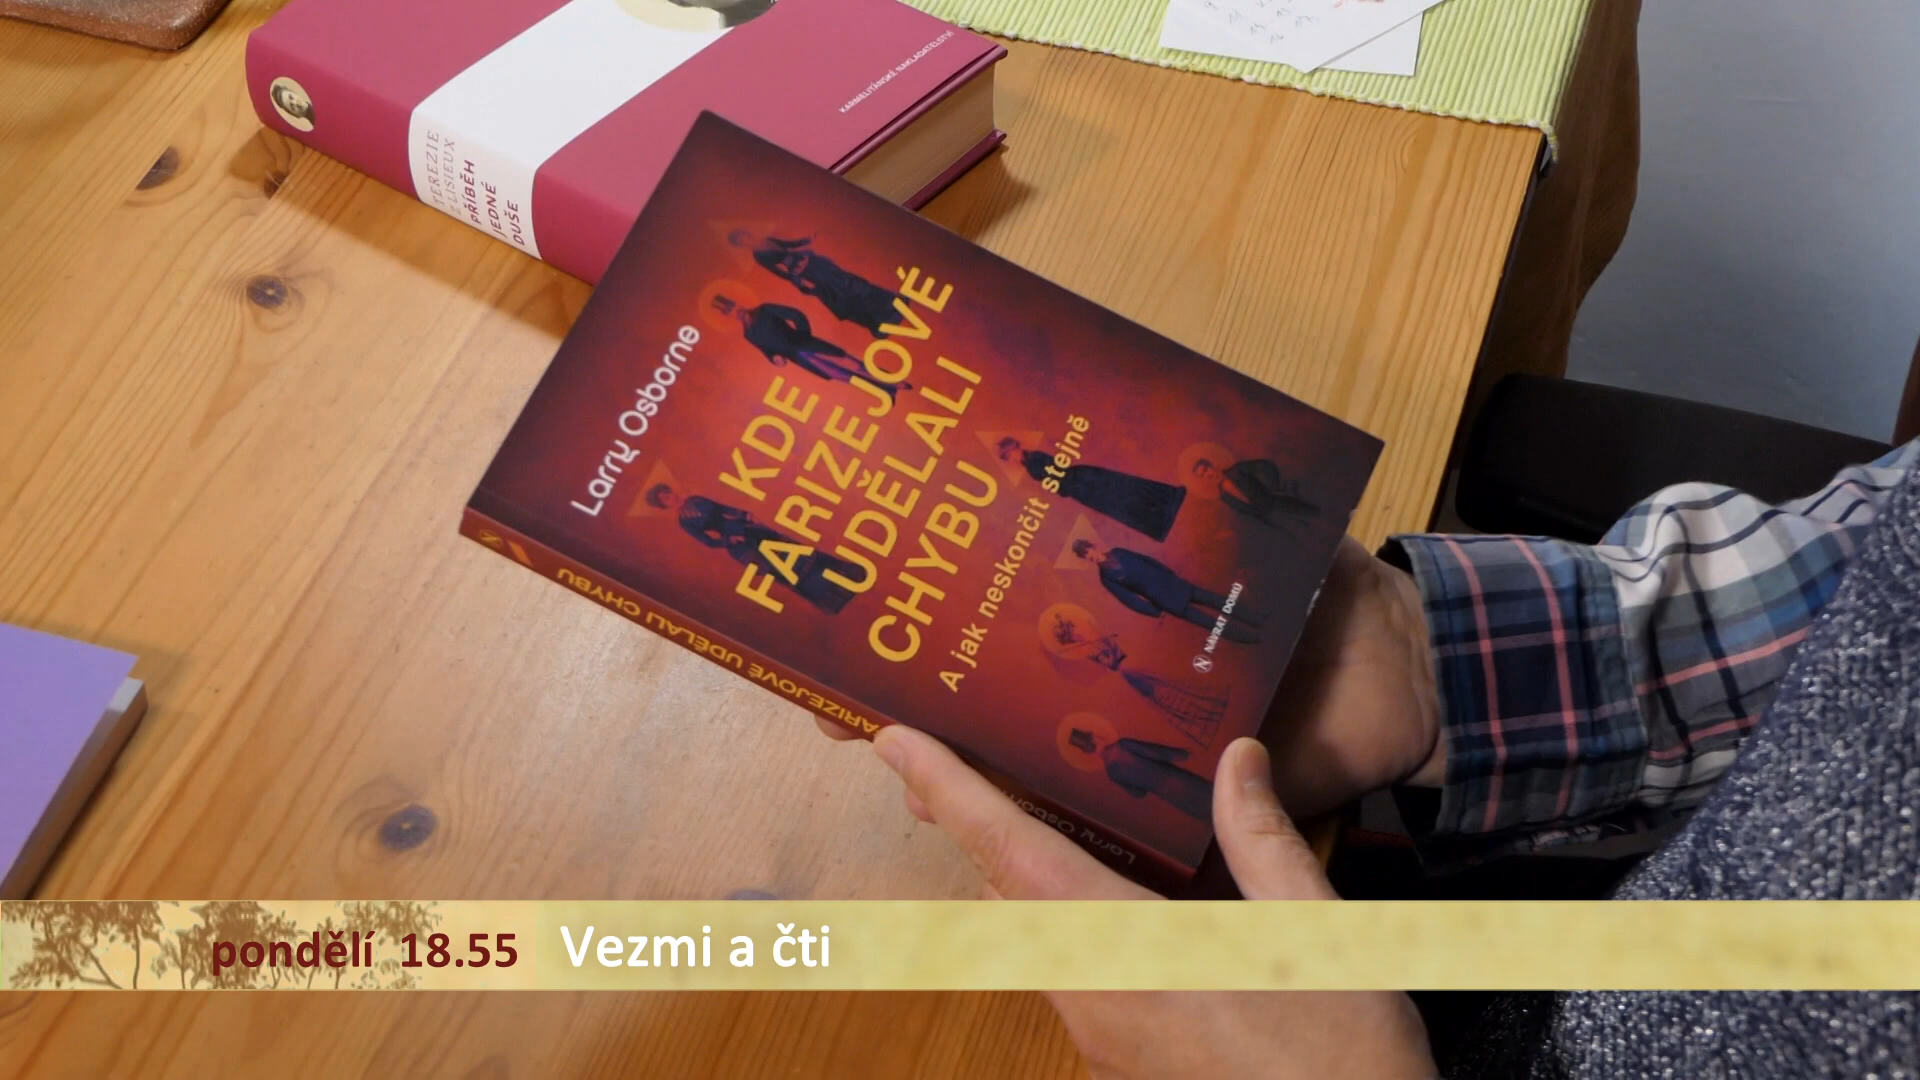 KARMELITÁNSKÉ NAKLADATELSTVÍ
TEREZIE
Z LISIEUX
PŘÍBĚH
JEDNÉ
DUŠE
Larry Osborne
KDE
FARIZEJOVÉ
UDĚLALI
CHYBU
A jak neskončit stejně
NÁVRAT DOMŮ
FARIZEJOVÉ UDĚLALI CHYBU
Larry
pondělí 18.55
Vezmi a čti